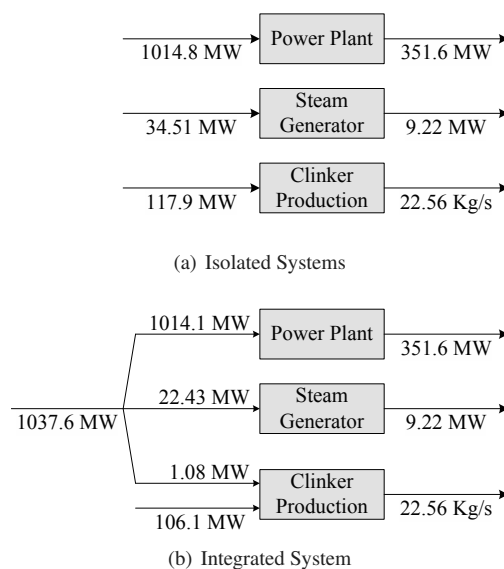 Power Plant
1014.8 MW
351.6 MW
Steam
Generator
34.51 MW
9.22 MW
Clinker
Production
117.9 MW
22.56 Kg/s
(a) Isolated Systems
1014.1 MW
Power Plant
351.6 MW
1037.6 MW
22.43 MW
Steam
Generator
9.22 MW
1.08 MW
Clinker
Production
106.1 MW
22.56 Kg/s
(b) Integrated System